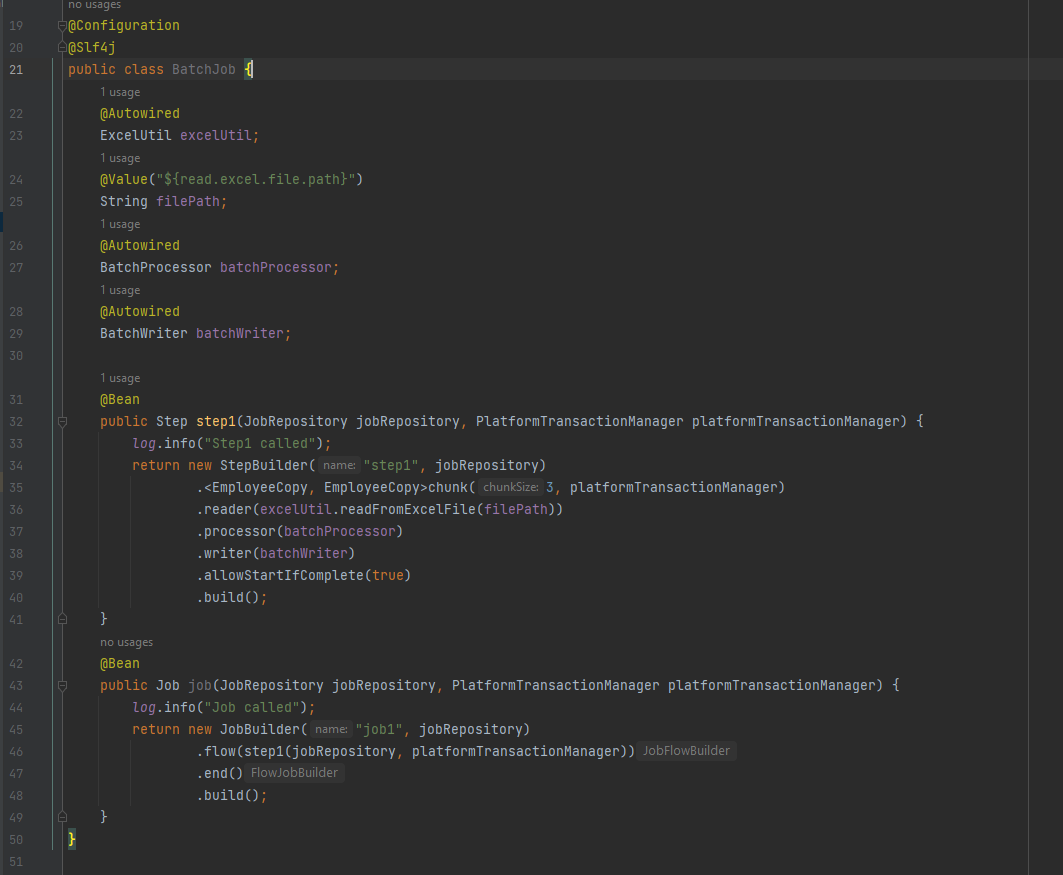 no usages
19 @Configuration
20 @Slf4j
21 public class BatchJob {
1 usage
22 @Autowired
23 ExcelUtil excelUtil;
1 usage
24 @Value("${read.excel.file.path}")
25 String filePath;
1 usage
26 @Autowired
27 BatchProcessor batchProcessor;
1 usage
28 @Autowired
29 BatchWriter batchWriter;
30
1 usage
31 @Bean
32 public Step step1(JobRepository jobRepository, PlatformTransactionManager platformTransactionManager) {
33 log.info("Step1 called");
34 return new StepBuilder( name: "step1", jobRepository)
35 .<EmployeeCopy, EmployeeCopy>chunk( chunkSize: 3, platformTransactionManager)
36 .reader(excelUtil.readFromExcelFile(filePath))
37 .processor(batchProcessor)
38 .writer(batchWriter)
39 .allowStartIfComplete(true)
40 .build();
41 }
no usages
42 @Bean
43 public Job job(JobRepository jobRepository, PlatformTransactionManager platformTransactionManager) {
44 log.info("Job called");
45 return new JobBuilder( name: "job1", jobRepository)
46 .flow(step1(jobRepository, platformTransactionManager)) JobFlowBuilder
47 .end() FlowJobBuilder
48 .build();
49 }
50 }
51